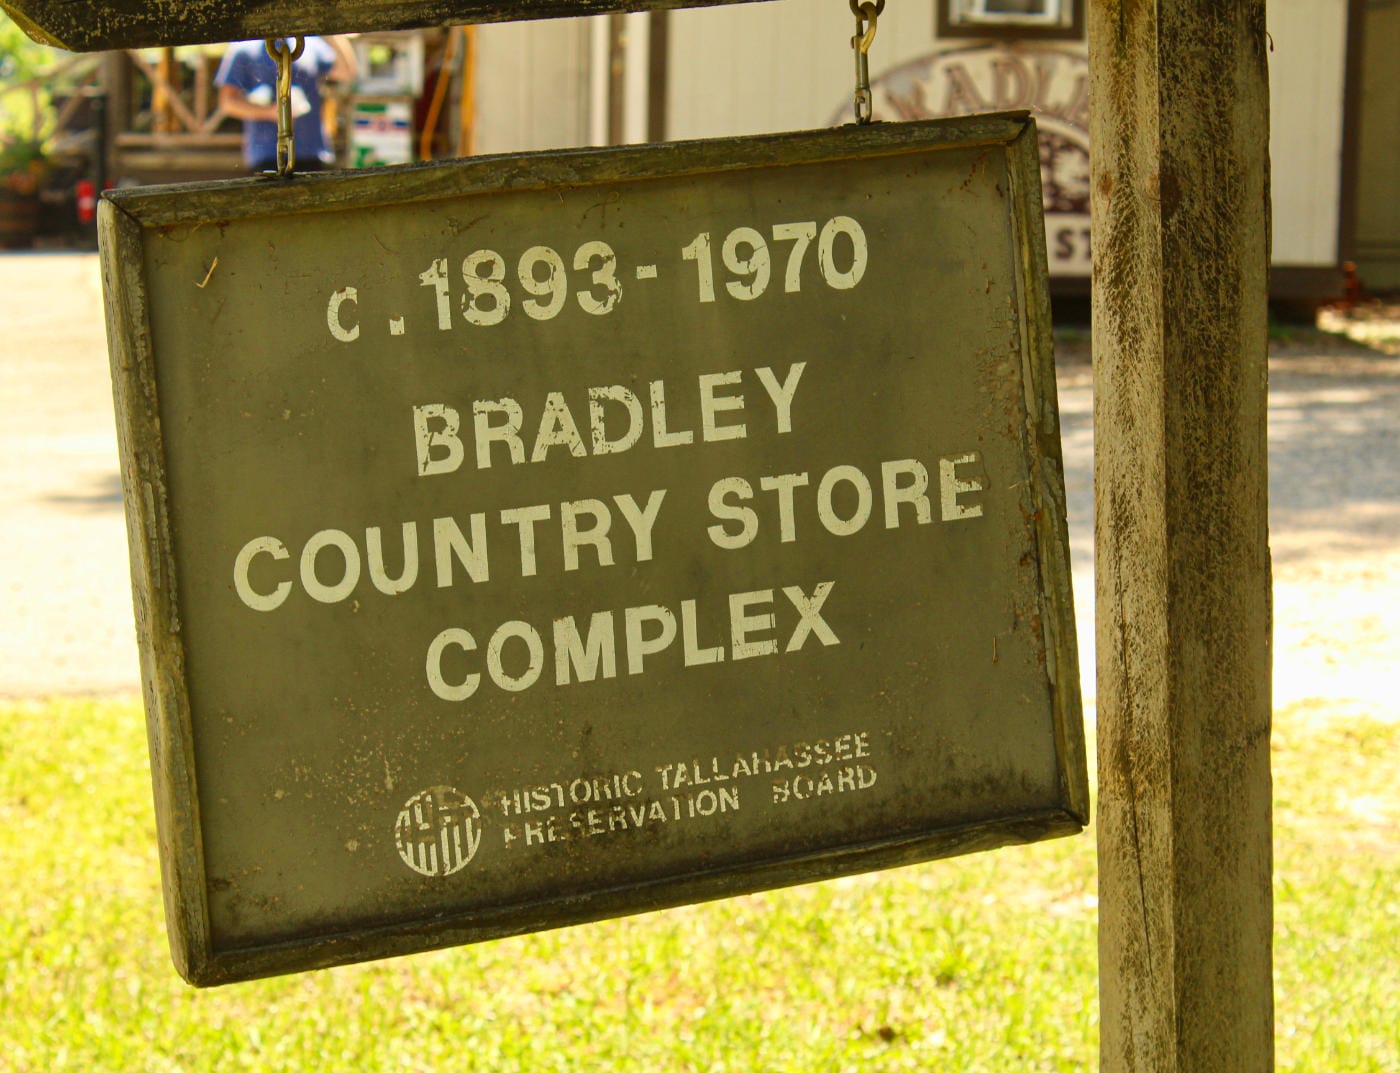 c. 1893-1970
BRADLEY
COUNTRY STORE
COMPLEX
HISTORIC TALLAHASSEE
PRESERVATION BOARD